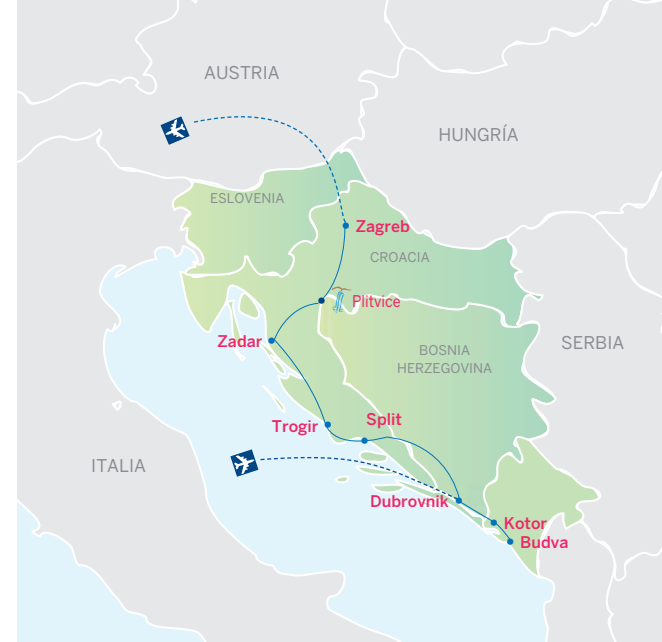 AUSTRIA
HUNGRÍA
ESLOVENIA
Zagreb
CROACIA
Plitvice
Zadar
BOSNIA
HERZEGOVINA
SERBIA
Trogir
Split
ITALIA
Dubrovnik
Kotor
Budva